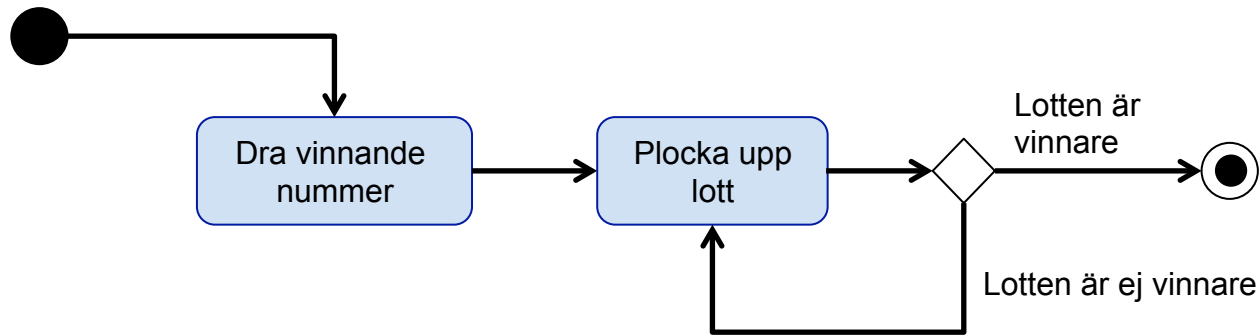 Dra vinnande
nummer
Plocka upp
lott
Lotten är
vinnare
Lotten är ej vinnare